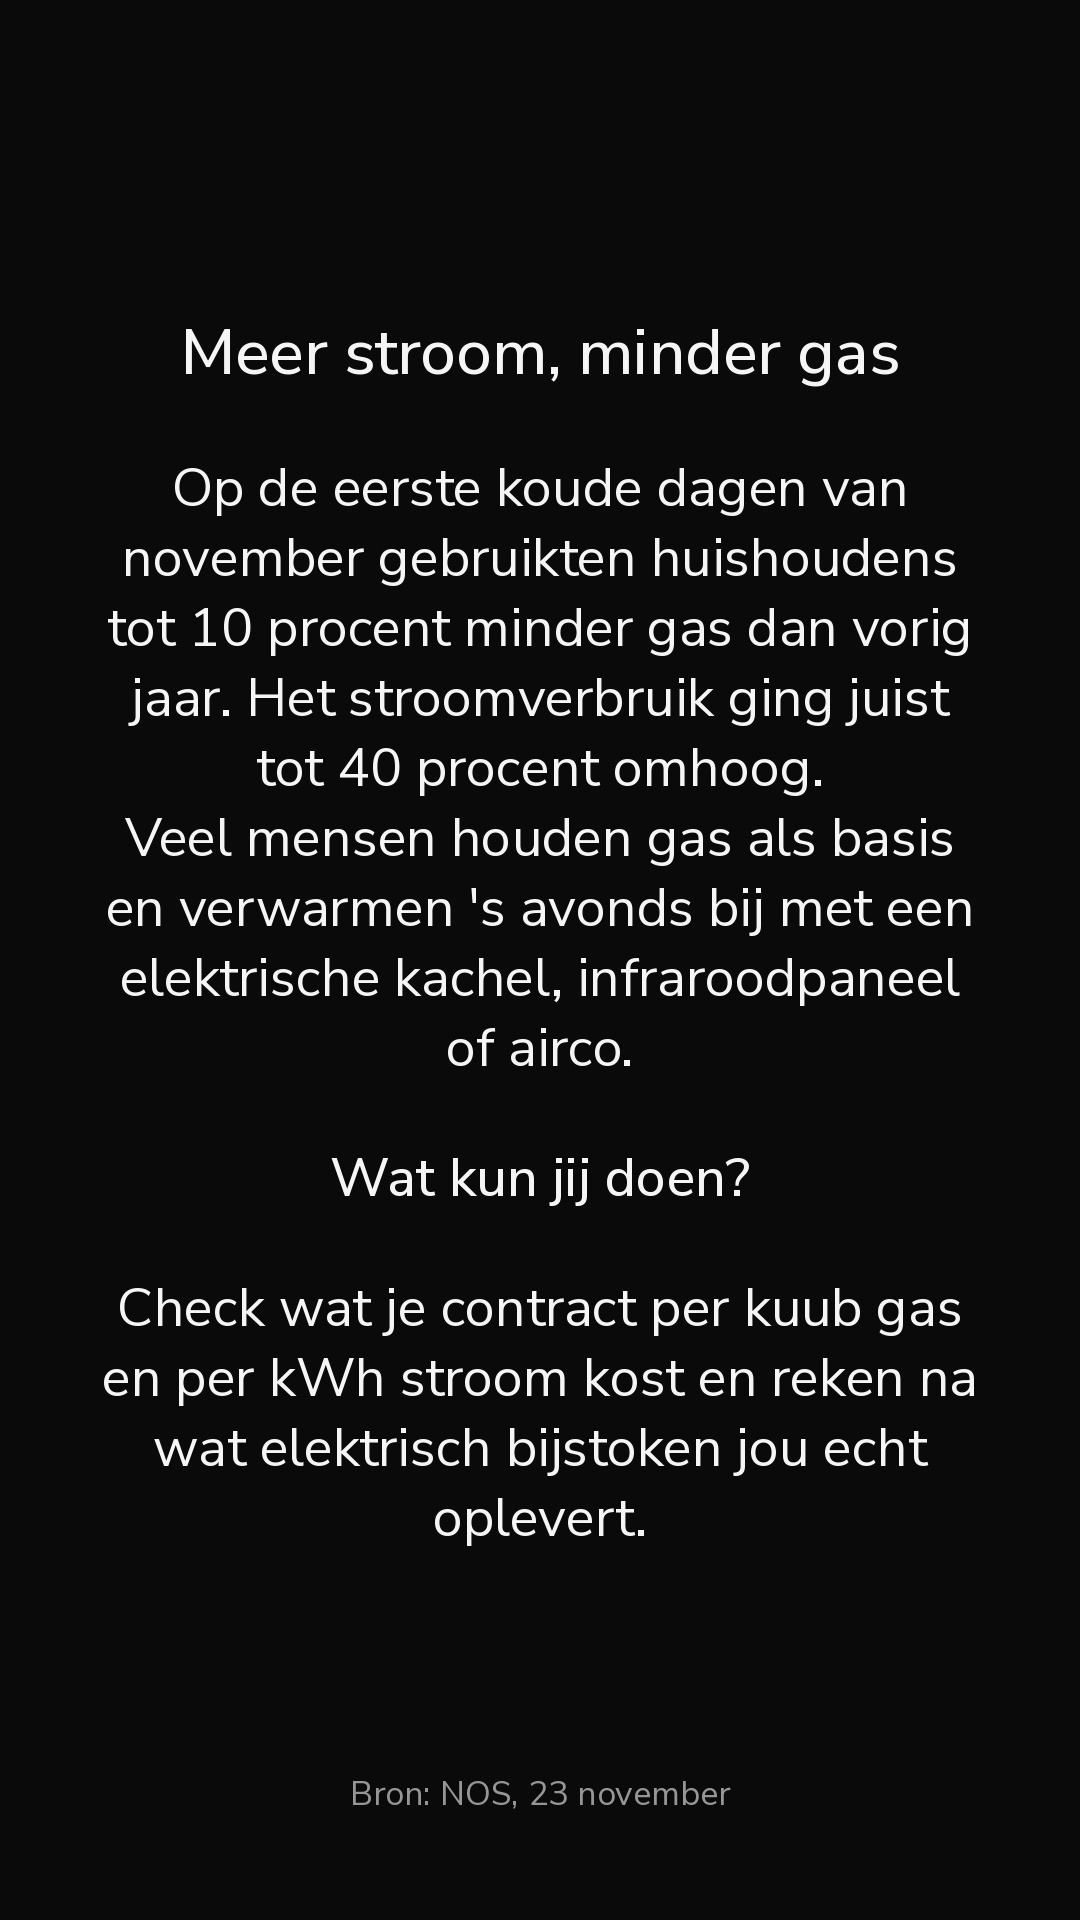 Meer stroom, minder gas
Op de eerste koude dagen van
november gebruikten huishoudens
tot 10 procent minder gas dan vorig
jaar. Het stroomverbruik ging juist
tot 40 procent omhoog.
Veel mensen houden gas als basis
en verwarmen 's avonds bij met een
elektrische kachel, infraroodpaneel
of airco.
Wat kun jij doen?
Check wat je contract per kuub gas
en per kWh stroom kost en reken na
wat elektrisch bijstoken jou echt
oplevert.
Bron: NOS, 23 november